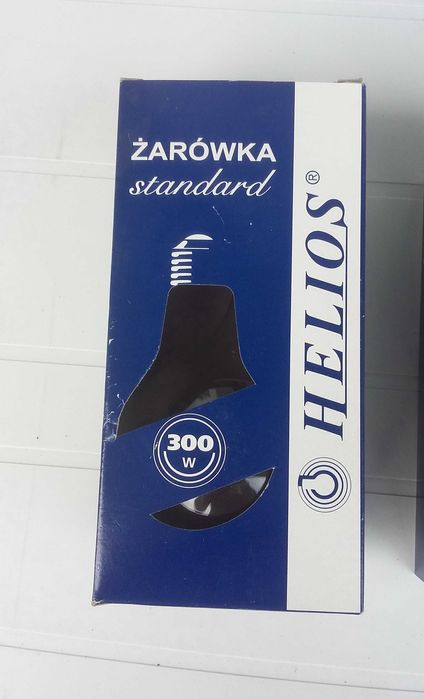 ŻARÓWKA
standard
300
W
HELIOS®